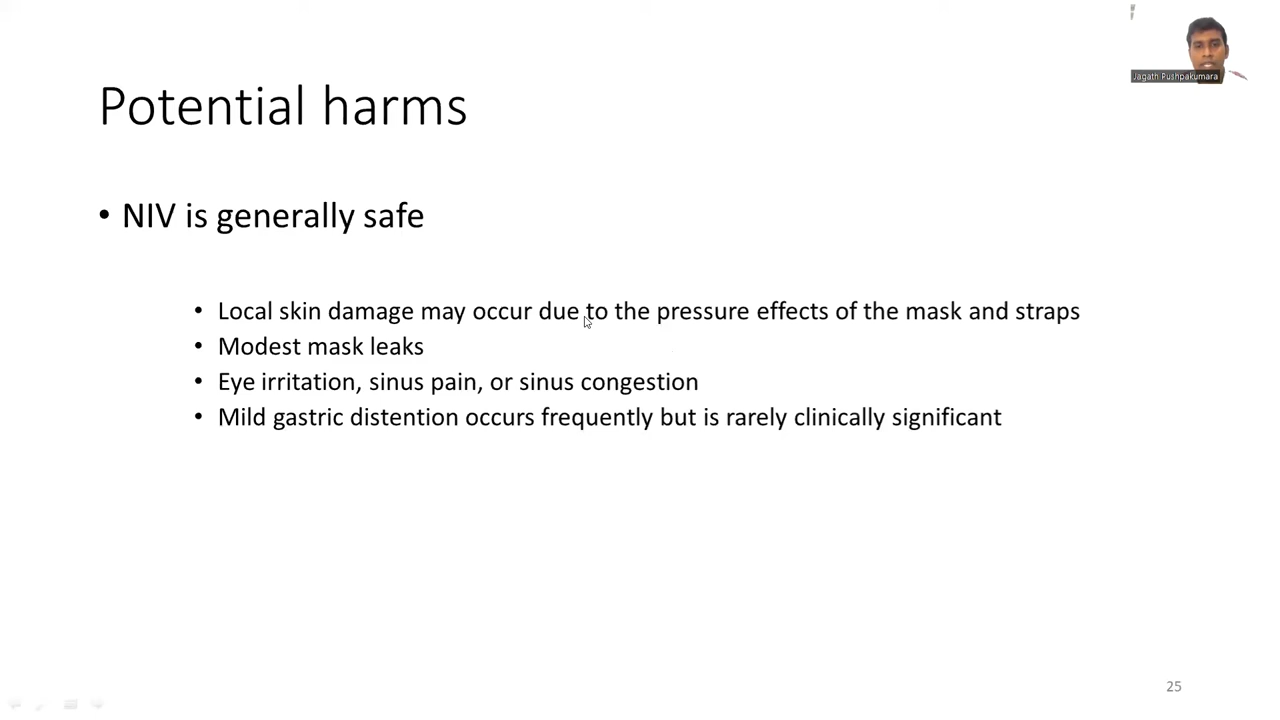 Jagath Pushpakumara
Potential harms
• NIV is generally safe
• Local skin damage may occur due to the pressure effects of the mask and straps
• Modest mask leaks
• Eye irritation, sinus pain, or sinus congestion
• Mild gastric distention occurs frequently but is rarely clinically significant
25